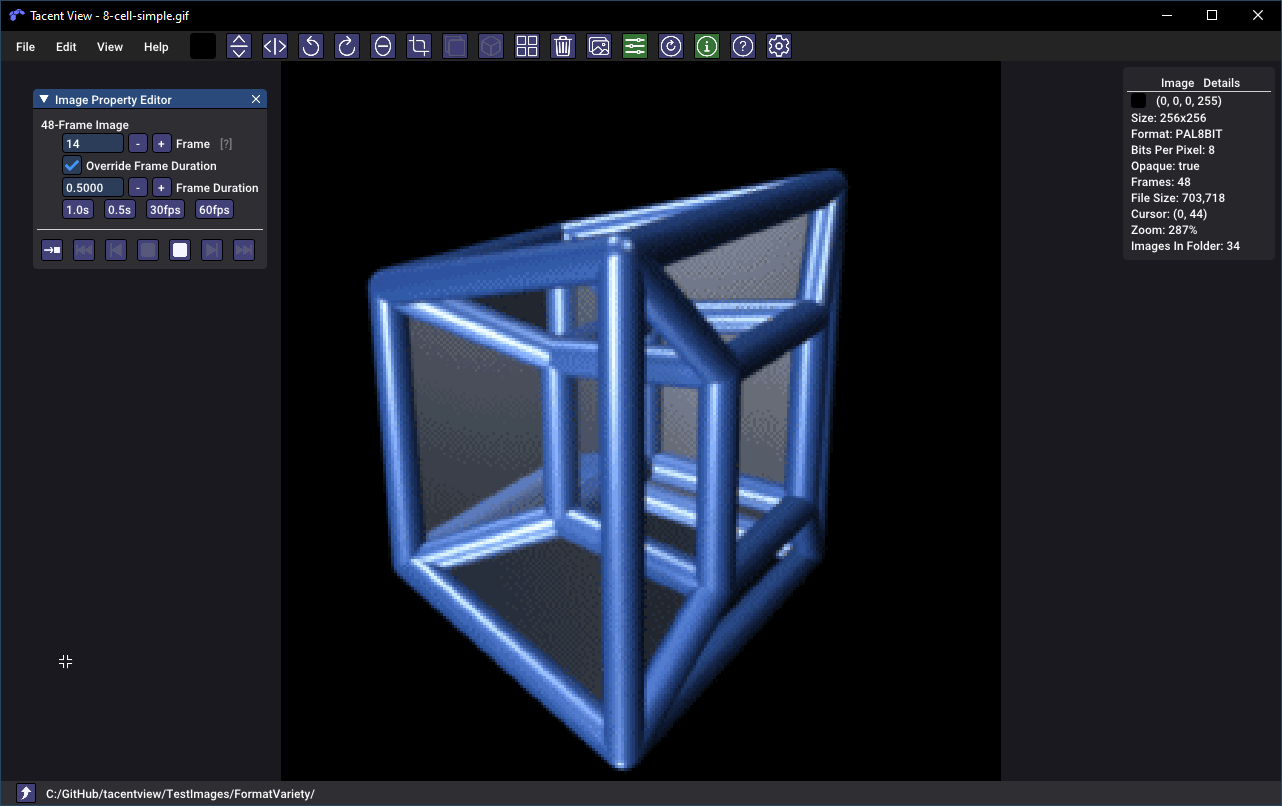 Tacent View - 8-cell-simple.gif
File Edit View Help
Image Property Editor
48-Frame Image
14 - + Frame [?]
Override Frame Duration
0.5000 - + Frame Duration
1.0s 0.5s 30fps 60fps
Image Details
(0, 0, 0, 255)
Size: 256x256
Format: PAL8BIT
Bits Per Pixel: 8
Opaque: true
Frames: 48
File Size: 703,718
Cursor: (0, 44)
Zoom: 287%
Images In Folder: 34
C:/GitHub/tacentview/TestImages/FormatVariety/